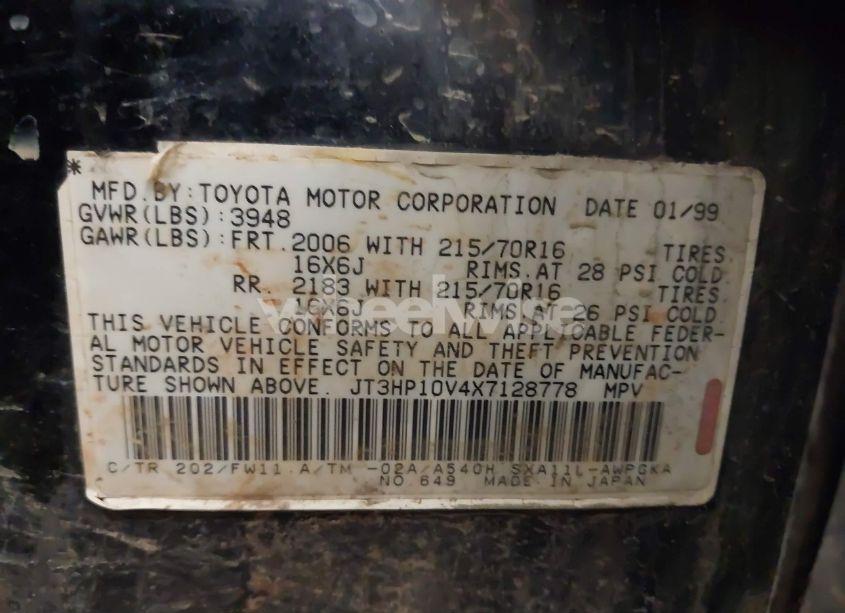 *
MFD.BY:TOYOTA MOTOR CORPORATION DATE 01/99
GVWR(LBS):3948
GAWR(LBS):FRT.2006 WITH 215/70R16 TIRES
16X6J RIMS.AT 28 PSI COLD.
RR. 2183 WITH 215/70R16 TIRES.
16X6J RIMS.AT 26 PSI COLD.
THIS VEHICLE CONFORMS TO ALL APPLICABLE FEDER-
AL MOTOR VEHICLE SAFETY AND THEFT PREVENTION
STANDARDS IN EFFECT ON THE DATE OF MANUFAC-
TURE SHOWN ABOVE. JT3HP10V4X7128778 MPV
C/TR 202/FW11 A/TM -02A/A540H SXA11L-AWPGKA
NO.649 MADE IN JAPAN